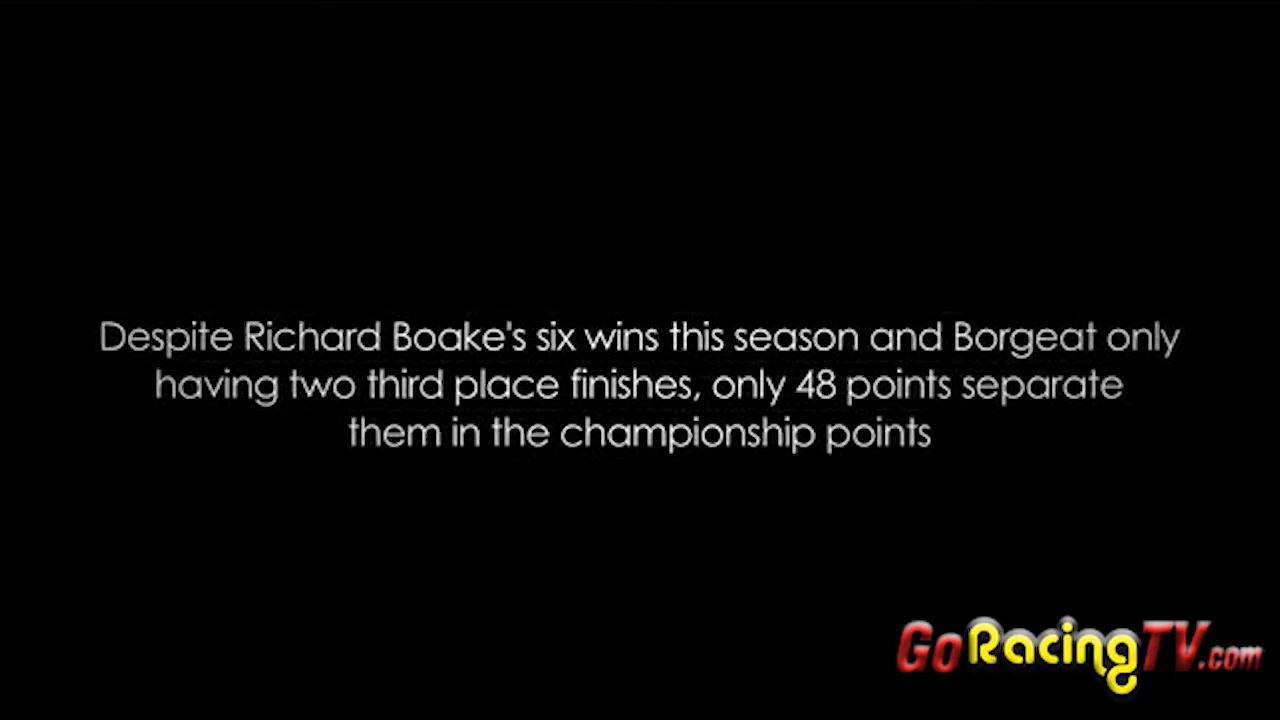 Despite Richard Boake's six wins this season and Borgeat only
having two third place finishes, only 48 points separate
them in the championship points
GoRacingTV.com